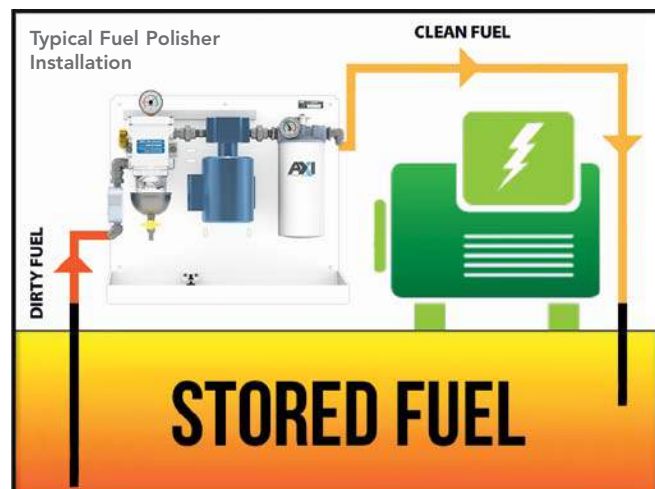 Typical Fuel Polisher
Installation
CLEAN FUEL
AXI
DIRTY FUEL
STORED FUEL